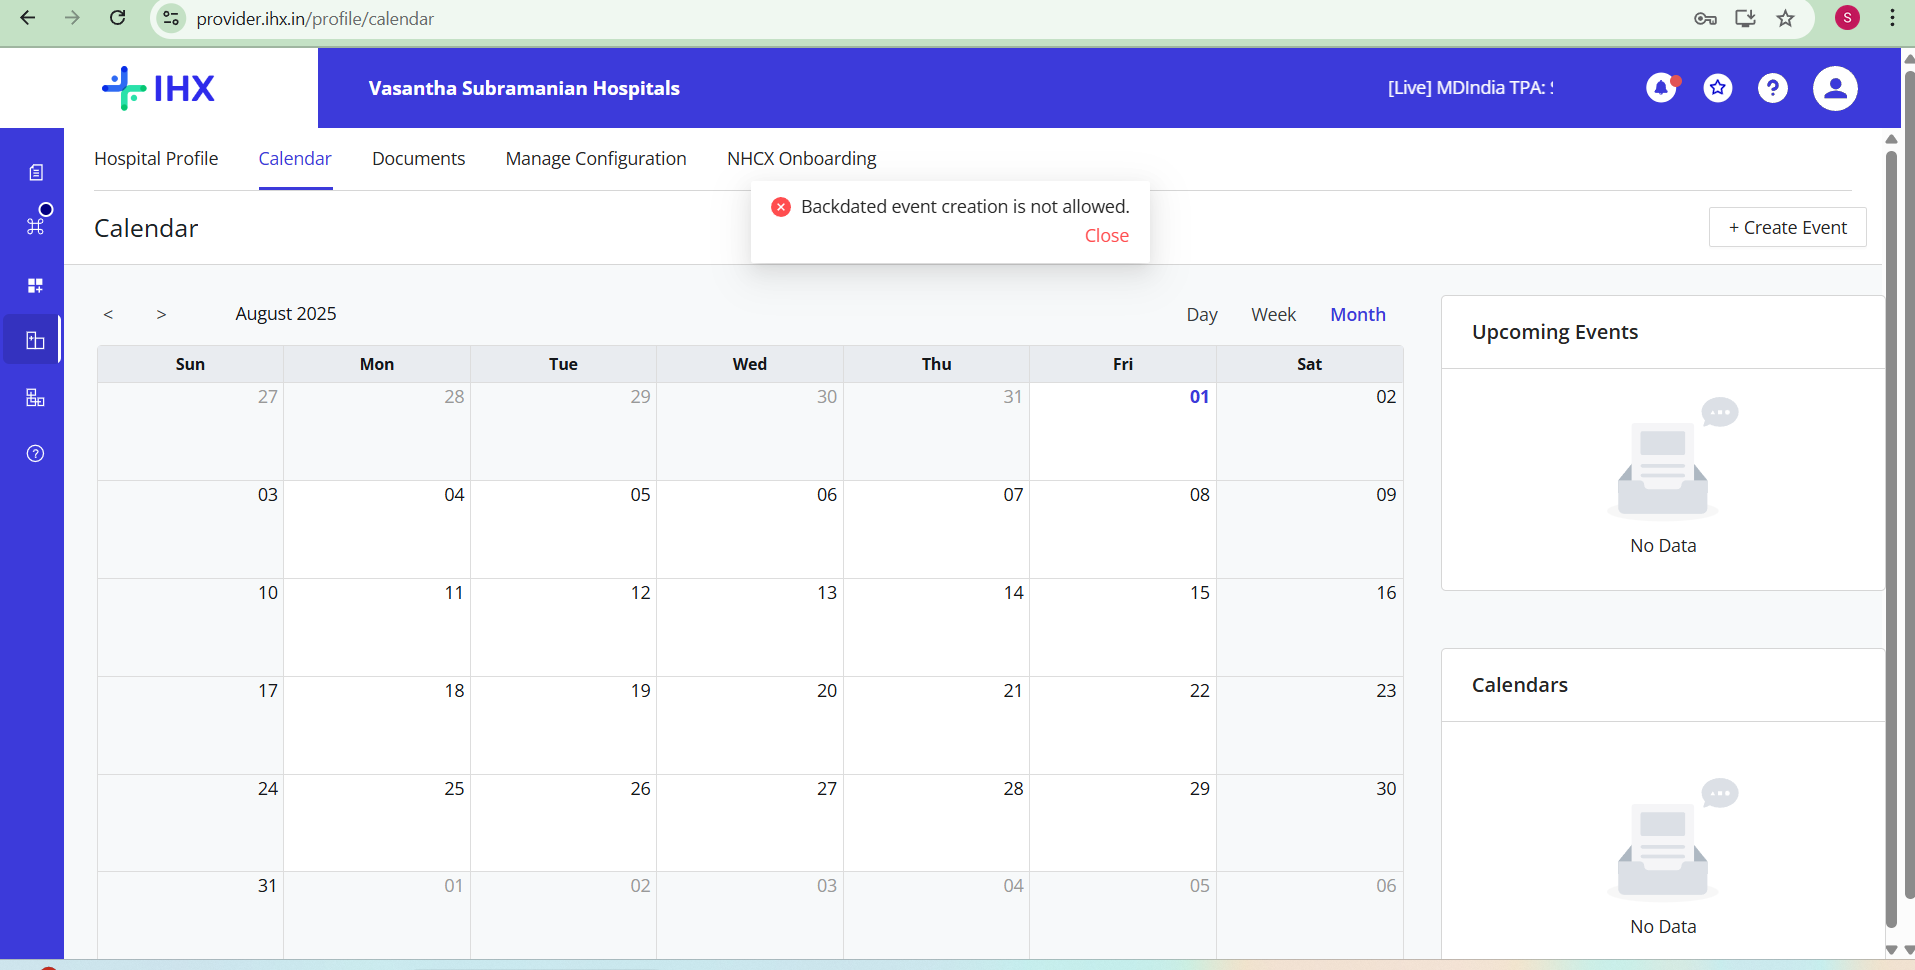 provider.ihx.in/profile/calendar
S
IHX
Vasantha Subramanian Hospitals
[Live] MDIndia TPA:
Hospital Profile
Calendar
Documents
Manage Configuration
NHCX Onboarding
Backdated event creation is not allowed.
Close
Calendar
+ Create Event
< > August 2025
Day Week Month
Sun Mon Tue Wed Thu Fri Sat
27 28 29 30 31 01 02
03 04 05 06 07 08 09
10 11 12 13 14 15 16
17 18 19 20 21 22 23
24 25 26 27 28 29 30
31 01 02 03 04 05 06
Upcoming Events
No Data
Calendars
No Data